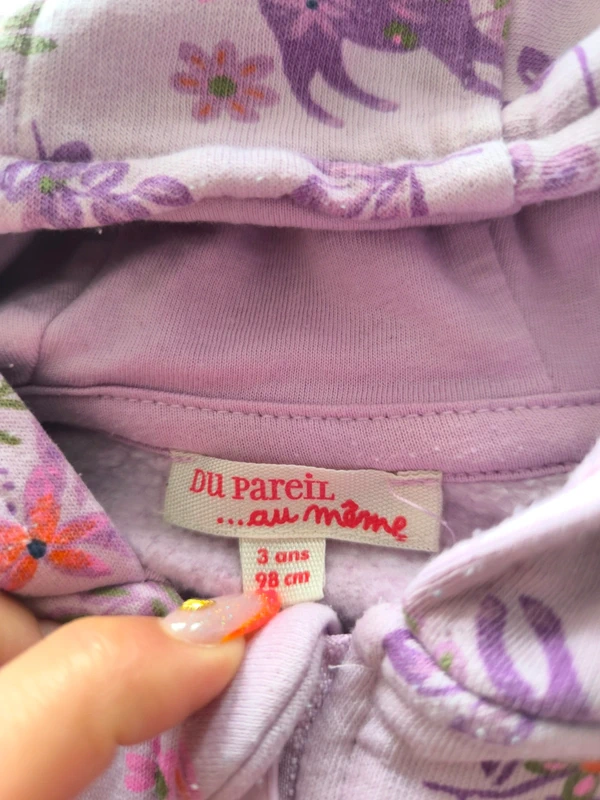 DU PAREIL
...au même
3 ans
98 cm